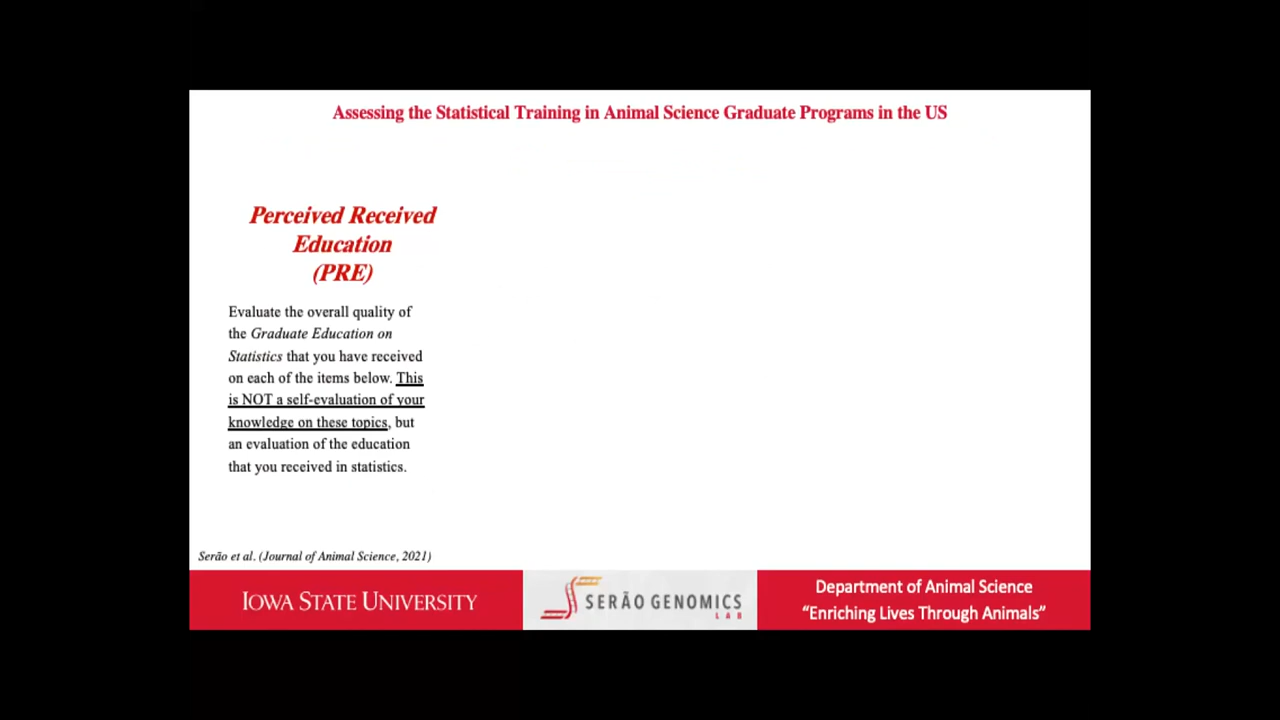 Assessing the Statistical Training in Animal Science Graduate Programs in the US
Perceived Received
Education
(PRE)
Evaluate the overall quality of
the Graduate Education on
Statistics that you have received
on each of the items below. This
is NOT a self-evaluation of your
knowledge on these topics, but
an evaluation of the education
that you received in statistics.
Serão et al. (Journal of Animal Science, 2021)
IOWA STATE UNIVERSITY
SERÃO GENOMICS
LAB
Department of Animal Science
“Enriching Lives Through Animals”